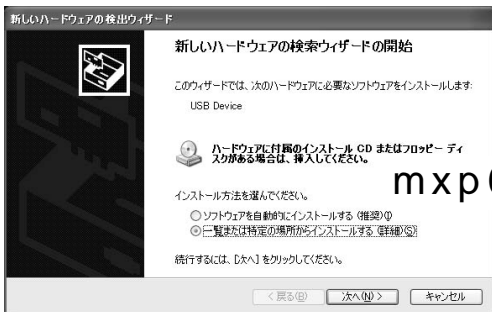 新しいハードウェアの検出ウィザード
新しいハードウェアの検索ウィザードの開始
このウィザードでは、次のハードウェアに必要なソフトウェアをインストールします:
USB Device
ハードウェアに付属のインストール CD またはフロッピー ディ
スクがある場合は、挿入してください。
mxp
インストール方法を選んでください。
ソフトウェアを自動的にインストールする (推奨)(I)
一覧または特定の場所からインストールする (詳細)(S)
続行するには、[次へ] をクリックしてください。
< 戻る(B) 次へ(N) > キャンセル